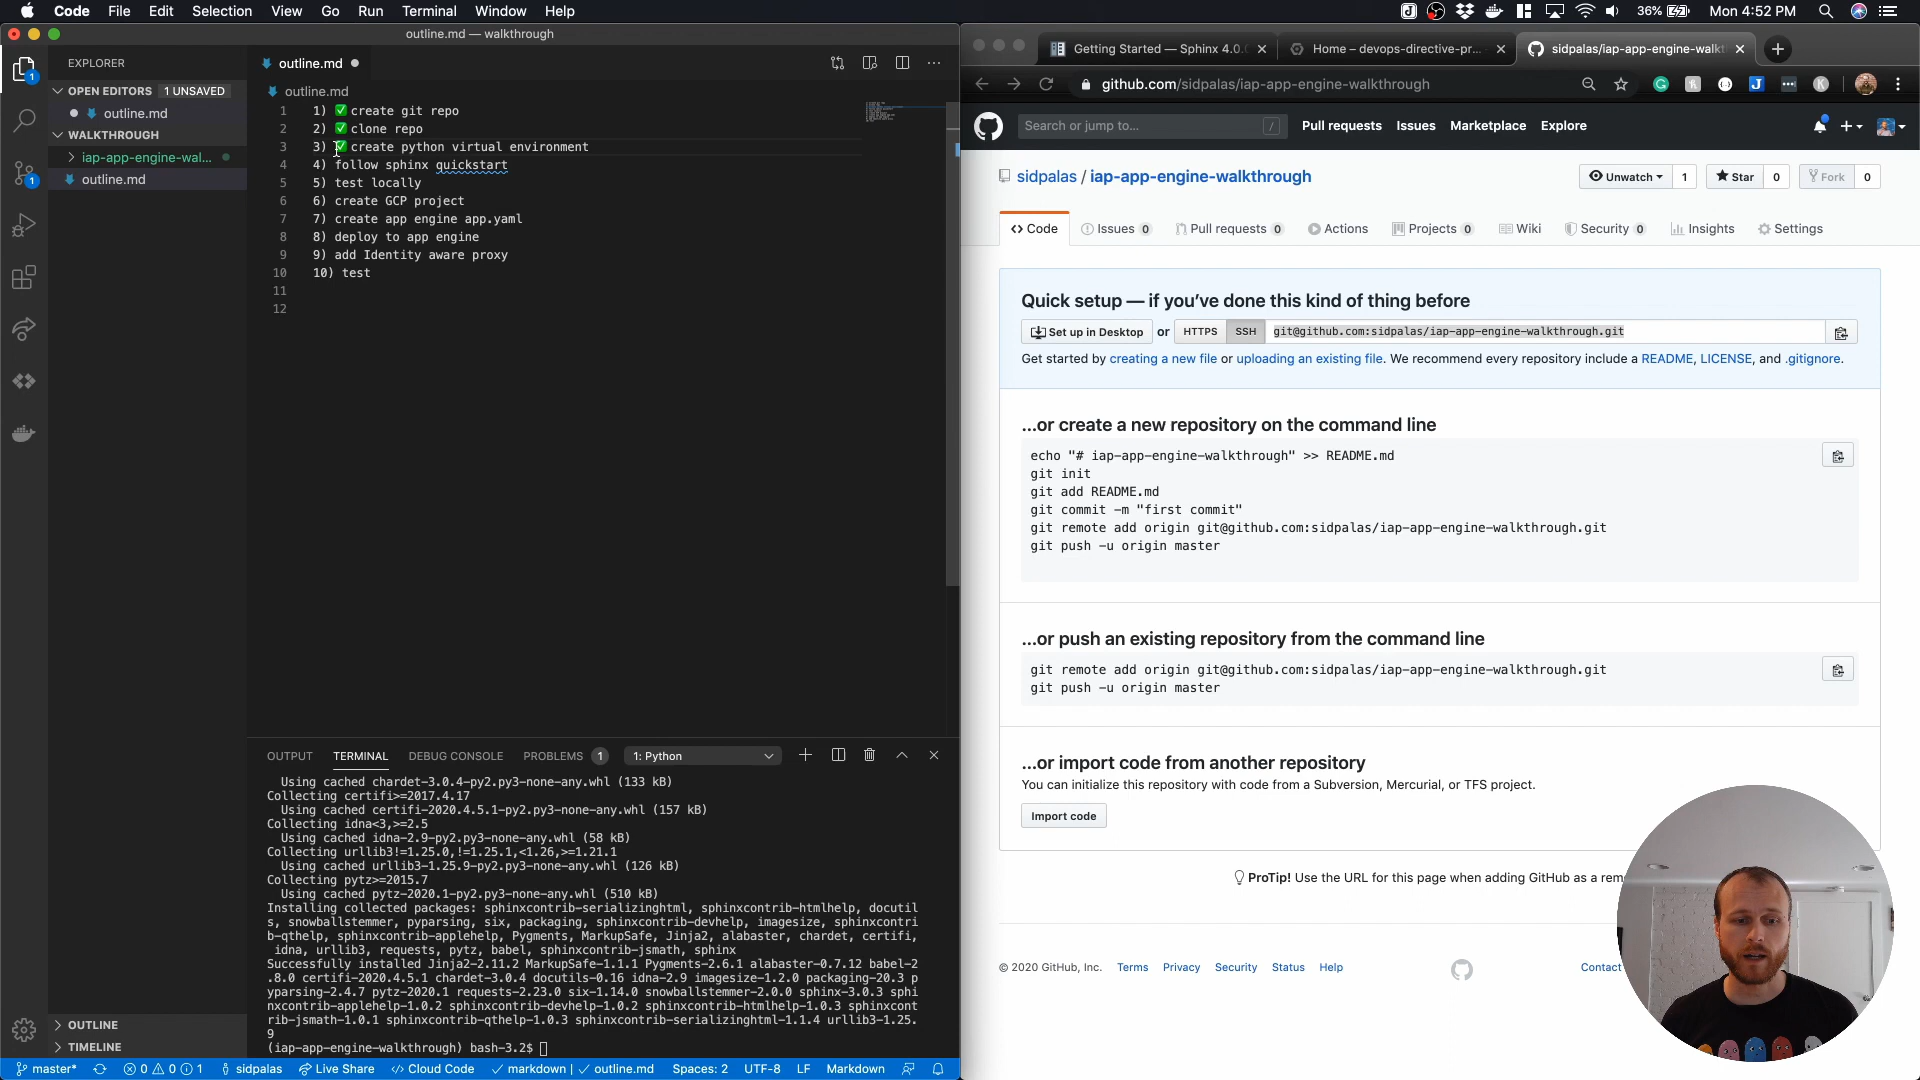 Code File Edit Selection View Go Run Terminal Window Help
36% Mon 4:52 PM
outline.md — walkthrough
EXPLORER
OPEN EDITORS 1 UNSAVED
outline.md
WALKTHROUGH
iap-app-engine-wal...
outline.md
OUTLINE
TIMELINE
1
1
outline.md
outline.md
1 1) ✅ create git repo
2 2) ✅ clone repo
3 3) ✅ create python virtual environment
4 4) follow sphinx quickstart
5 5) test locally
6 6) create GCP project
7 7) create app engine app.yaml
8 8) deploy to app engine
9 9) add Identity aware proxy
10 10) test
11
12
OUTPUT TERMINAL DEBUG CONSOLE PROBLEMS 1 1: Python
Using cached chardet-3.0.4-py2.py3-none-any.whl (133 kB)
Collecting certifi>=2017.4.17
Using cached certifi-2020.4.5.1-py2.py3-none-any.whl (157 kB)
Collecting idna<3,>=2.5
Using cached idna-2.9-py2.py3-none-any.whl (58 kB)
Collecting urllib3!=1.25.0,!=1.25.1,<1.26,>=1.21.1
Using cached urllib3-1.25.9-py2.py3-none-any.whl (126 kB)
Collecting pytz>=2015.7
Using cached pytz-2020.1-py2.py3-none-any.whl (510 kB)
Installing collected packages: sphinxcontrib-serializinghtml, sphinxcontrib-htmlhelp, docutil
s, snowballstemmer, pyparsing, six, packaging, sphinxcontrib-devhelp, imagesize, sphinxcontri
b-qthelp, sphinxcontrib-applehelp, Pygments, MarkupSafe, Jinja2, alabaster, chardet, certifi,
idna, urllib3, requests, pytz, babel, sphinxcontrib-jsmath, sphinx
Successfully installed Jinja2-2.11.2 MarkupSafe-1.1.1 Pygments-2.6.1 alabaster-0.7.12 babel-2
.8.0 certifi-2020.4.5.1 chardet-3.0.4 docutils-0.16 idna-2.9 imagesize-1.2.0 packaging-20.3 p
yparsing-2.4.7 pytz-2020.1 requests-2.23.0 six-1.14.0 snowballstemmer-2.0.0 sphinx-3.0.3 sphi
nxcontrib-applehelp-1.0.2 sphinxcontrib-devhelp-1.0.2 sphinxcontrib-htmlhelp-1.0.3 sphinxcont
rib-jsmath-1.0.1 sphinxcontrib-qthelp-1.0.3 sphinxcontrib-serializinghtml-1.1.4 urllib3-1.25.
9
(iap-app-engine-walkthrough) bash-3.2$
master* 0 0 1 sidpalas Live Share Cloud Code markdown | outline.md Spaces: 2 UTF-8 LF Markdown
Getting Started — Sphinx 4.0.
Home – devops-directive-pr...
sidpalas/iap-app-engine-walkt
github.com/sidpalas/iap-app-engine-walkthrough
Search or jump to... / Pull requests Issues Marketplace Explore
sidpalas / iap-app-engine-walkthrough
Unwatch 1 Star 0 Fork 0
Code Issues 0 Pull requests 0 Actions Projects 0 Wiki Security 0 Insights Settings
Quick setup — if you've done this kind of thing before
Set up in Desktop or HTTPS SSH git@github.com:sidpalas/iap-app-engine-walkthrough.git
Get started by creating a new file or uploading an existing file. We recommend every repository include a README, LICENSE, and .gitignore.
...or create a new repository on the command line
echo "# iap-app-engine-walkthrough" >> README.md
git init
git add README.md
git commit -m "first commit"
git remote add origin git@github.com:sidpalas/iap-app-engine-walkthrough.git
git push -u origin master
...or push an existing repository from the command line
git remote add origin git@github.com:sidpalas/iap-app-engine-walkthrough.git
git push -u origin master
...or import code from another repository
You can initialize this repository with code from a Subversion, Mercurial, or TFS project.
Import code
ProTip! Use the URL for this page when adding GitHub as a rem
© 2020 GitHub, Inc. Terms Privacy Security Status Help Contact